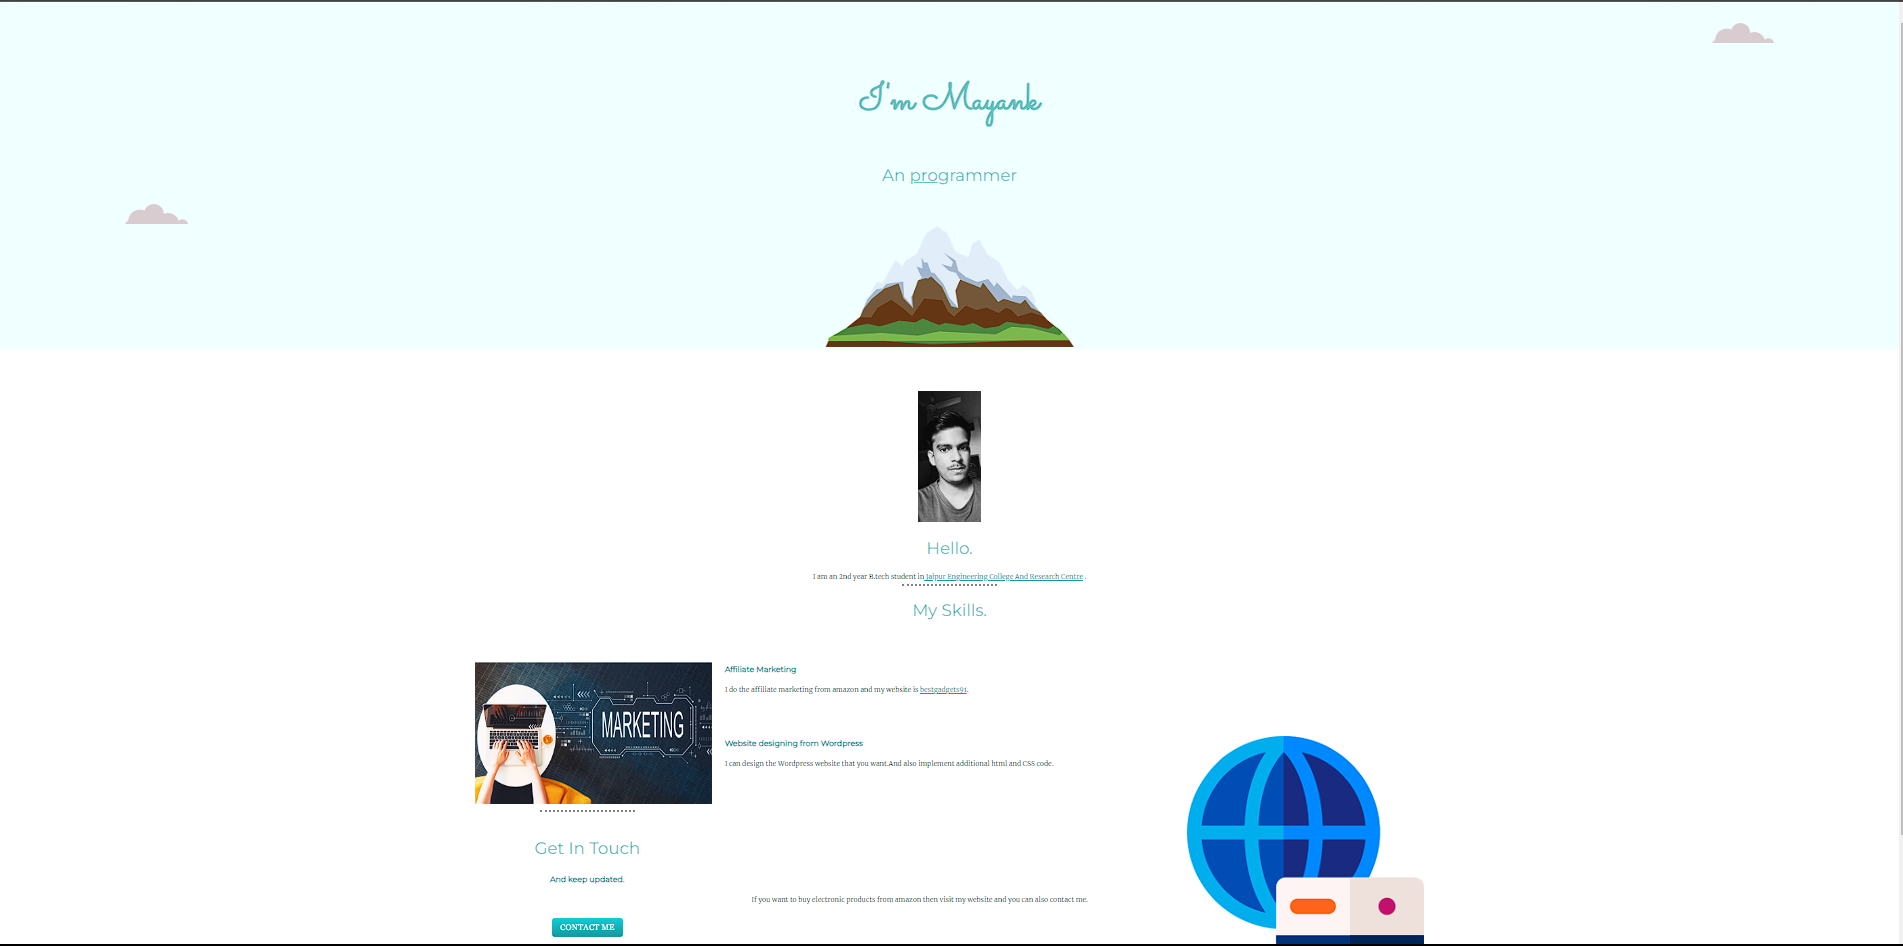 I'm Mayank
An programmer
Hello.
I am an 2nd year B.tech student in Jaipur Engineering College And Research Centre .
My Skills.
MARKETING
Affiliate Marketing
I do the affiliate marketing from amazon and my website is bestgadgets91.
Website designing from Wordpress
I can design the Wordpress website that you want.And also implement additional html and CSS code.
Get In Touch
And keep updated.
If you want to buy electronic products from amazon then visit my website and you can also contact me.
CONTACT ME